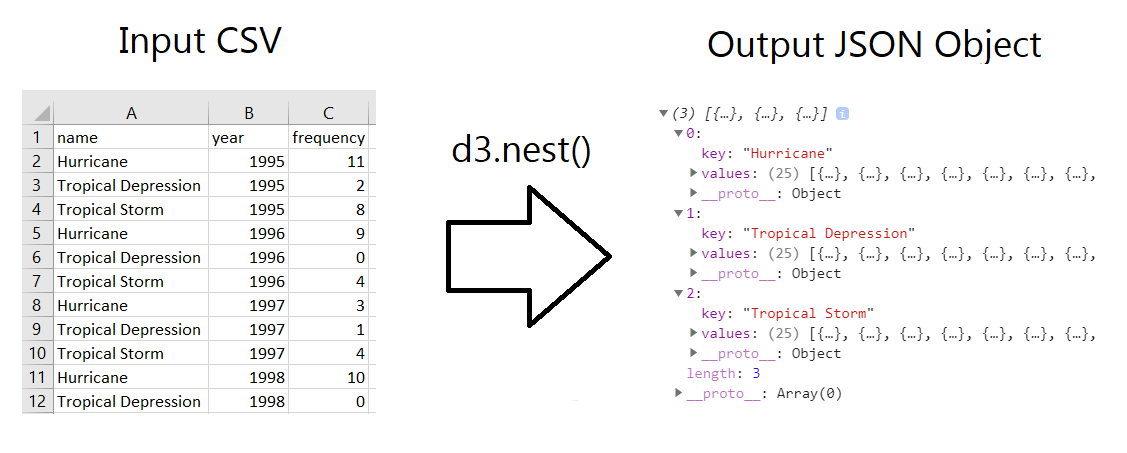 Input CSV
Output JSON Object
A B C
1 name year frequency
2 Hurricane 1995 11
3 Tropical Depression 1995 2
4 Tropical Storm 1995 8
5 Hurricane 1996 9
6 Tropical Depression 1996 0
7 Tropical Storm 1996 4
8 Hurricane 1997 3
9 Tropical Depression 1997 1
10 Tropical Storm 1997 4
11 Hurricane 1998 10
12 Tropical Depression 1998 0
d3.nest()
(3) [{…}, {…}, {…}] i
0:
key: "Hurricane"
values: (25) [{…}, {…}, {…}, {…}, {…}, {…}, {…},
__proto__: Object
1:
key: "Tropical Depression"
values: (25) [{…}, {…}, {…}, {…}, {…}, {…}, {…},
__proto__: Object
2:
key: "Tropical Storm"
values: (25) [{…}, {…}, {…}, {…}, {…}, {…}, {…},
__proto__: Object
length: 3
__proto__: Array(0)